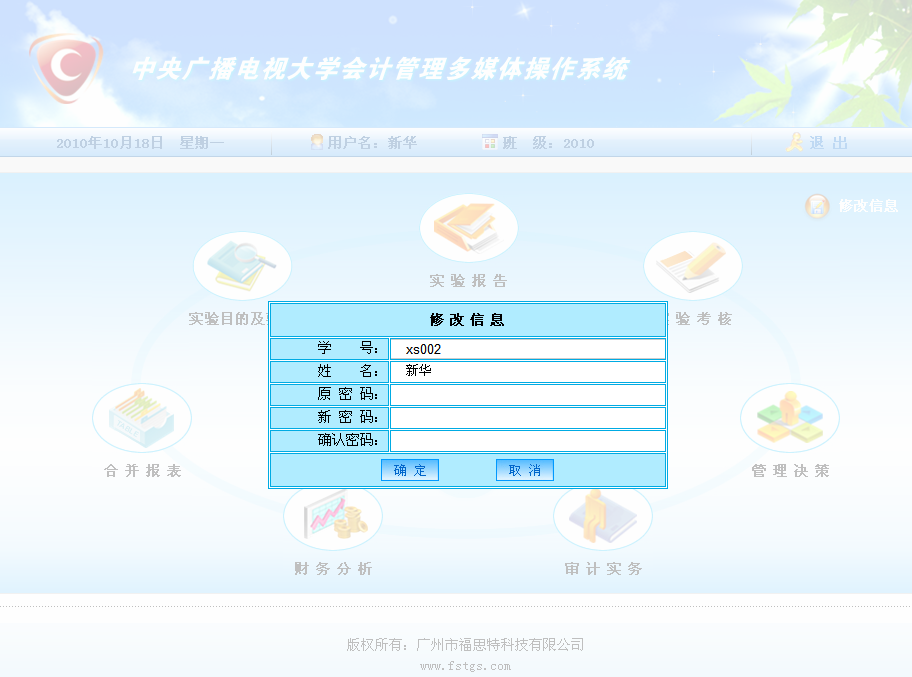 中央广播电视大学会计管理多媒体操作系统
2010年10月18日 星期一
用户名：新华
班 级：2010
退 出
修改信息
实 验 报 告
实验目的及
验 考 核
修 改 信 息
学 号： xs002
姓 名： 新华
原 密 码：
新 密 码：
确认密码：
确 定 取 消
合 并 报 表
管 理 决 策
财 务 分 析
审 计 实 务
版权所有：广州市福思特科技有限公司
www.fstgs.com